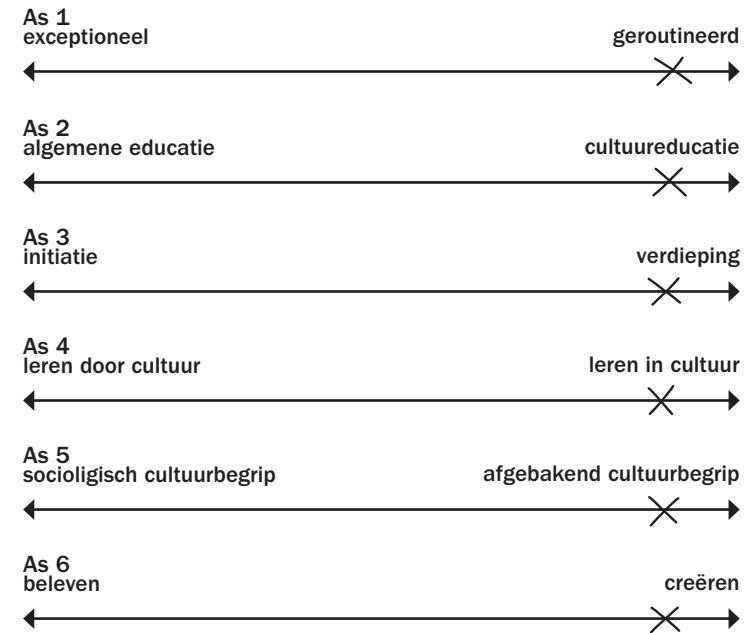 As 1
exceptioneel geroutineerd
As 2
algemene educatie cultuureducatie
As 3
initiatie verdieping
As 4
leren door cultuur leren in cultuur
As 5
socioligisch cultuurbegrip afgebakend cultuurbegrip
As 6
beleven creëren